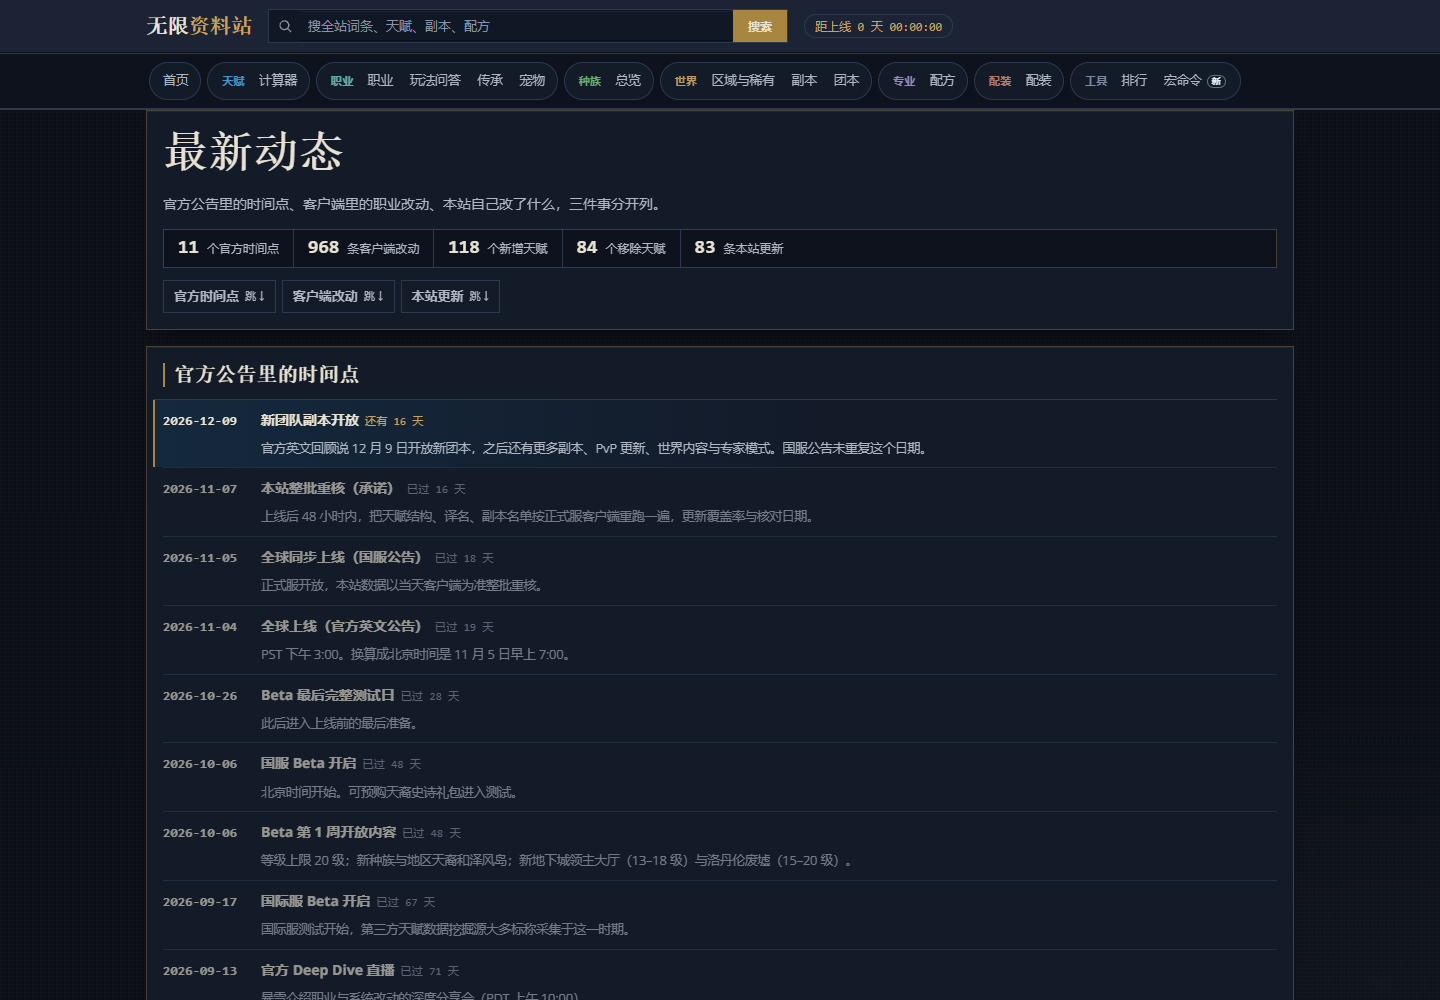 无限资料站
搜全站词条、天赋、副本、配方
搜索
距上线 0 天 00:00:00
首页
天赋 计算器
职业 职业 玩法问答 传承 宠物
种族 总览
世界 区域与稀有 副本 团本
专业 配方
配装 配装
工具 排行 宏命令 新
最新动态
官方公告里的时间点、客户端里的职业改动、本站自己改了什么，三件事分开列。
11 个官方时间点
968 条客户端改动
118 个新增天赋
84 个移除天赋
83 条本站更新
官方时间点 跳↓
客户端改动 跳↓
本站更新 跳↓
官方公告里的时间点
2026-12-09 新团队副本开放 还有 16 天
官方英文回顾说 12 月 9 日开放新团本，之后还有更多副本、PvP 更新、世界内容与专家模式。国服公告未重复这个日期。
2026-11-07 本站整批重核（承诺） 已过 16 天
上线后 48 小时内，把天赋结构、译名、副本名单按正式服客户端重跑一遍，更新覆盖率与核对日期。
2026-11-05 全球同步上线（国服公告） 已过 18 天
正式服开放，本站数据以当天客户端为准整批重核。
2026-11-04 全球上线（官方英文公告） 已过 19 天
PST 下午 3:00。换算成北京时间是 11 月 5 日早上 7:00。
2026-10-26 Beta 最后完整测试日 已过 28 天
此后进入上线前的最后准备。
2026-10-06 国服 Beta 开启 已过 48 天
北京时间开始。可预购天裔史诗礼包进入测试。
2026-10-06 Beta 第 1 周开放内容 已过 48 天
等级上限 20 级；新种族与地区天裔和泽风岛；新地下城领主大厅（13–18 级）与洛丹伦废墟（15–20 级）。
2026-09-17 国际服 Beta 开启 已过 67 天
国际服测试开始，第三方天赋数据挖掘源大多标称采集于这一时期。
2026-09-13 官方 Deep Dive 直播 已过 71 天
暴雪介绍职业与系统改动的深度分享会（PDT 上午 10:00）